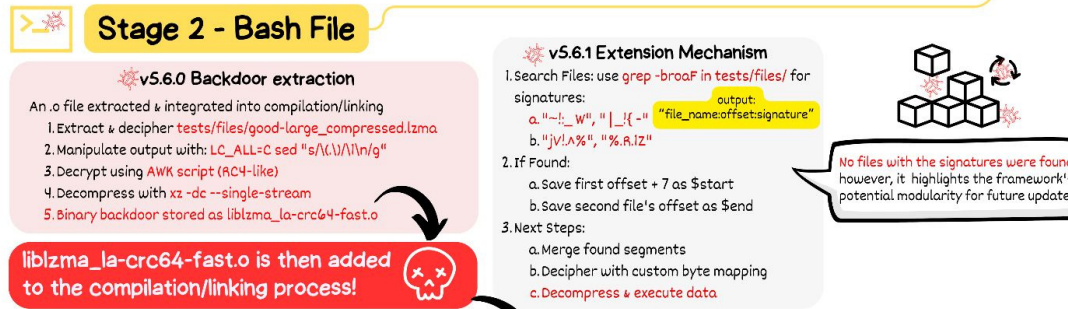 Stage 2 - Bash File
v5.6.0 Backdoor extraction
An .o file extracted & integrated into compilation/linking
1. Extract & decipher tests/files/good-large_compressed.lzma
2. Manipulate output with: LC_ALL=C sed "s/\(.\)/\1\n/g"
3. Decrypt using AWK script (RC4-like)
4. Decompress with xz -dc --single-stream
5. Binary backdoor stored as liblzma_la-crc64-fast.o
liblzma_la-crc64-fast.o is then added
to the compilation/linking process!
v5.6.1 Extension Mechanism
1. Search Files: use grep -broaF in tests/files/ for
signatures:
a. "~!:_ W", "|_!{ -"
b. "jV!.^%", "%.R.1Z"
output:
"file_name:offset:signature"
2. If Found:
a. Save first offset + 7 as $start
b. Save second file's offset as $end
3. Next Steps:
a. Merge found segments
b. Decipher with custom byte mapping
c. Decompress & execute data
No files with the signatures were found
however, it highlights the framework's
potential modularity for future update